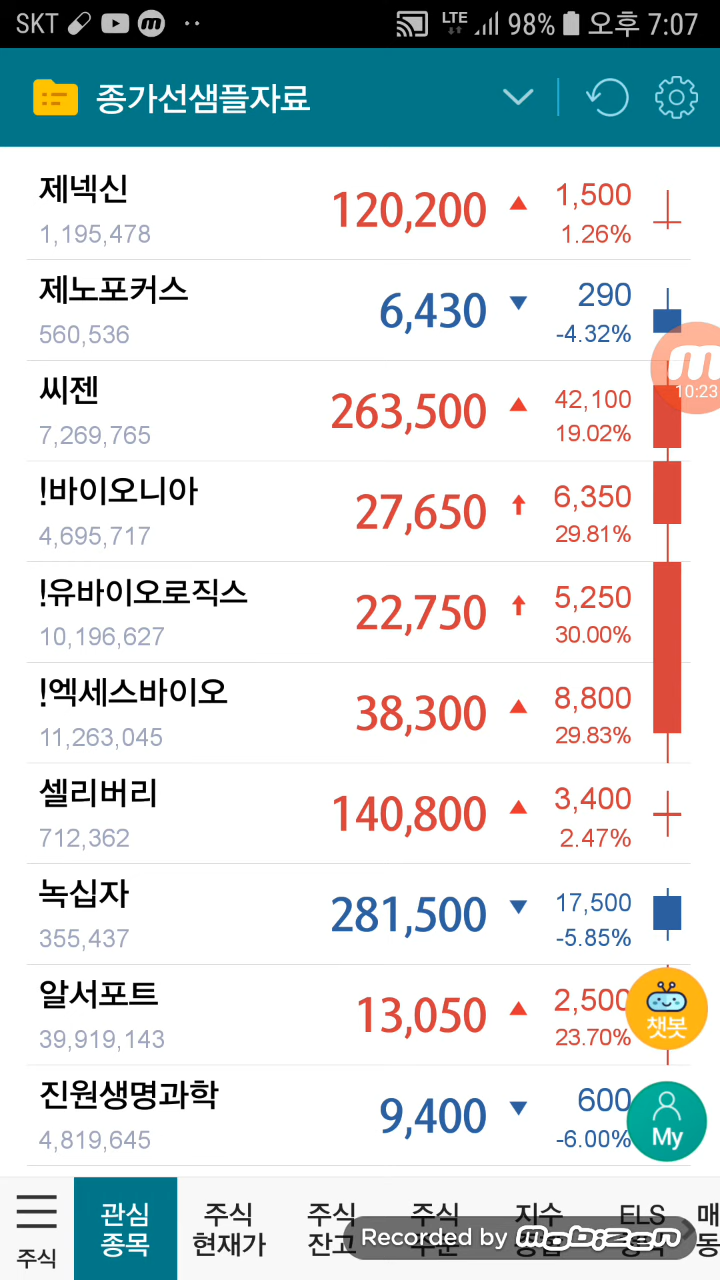 SKT LTE 98% 오후 7:07
종가선샘플자료
제넥신 120,200 ▲ 1,500
1,195,478 1.26%
제노포커스 6,430 ▼ 290
560,536 -4.32%
씨젠 263,500 ▲ 42,100
7,269,765 19.02%
m
10:23
!바이오니아 27,650 ↑ 6,350
4,695,717 29.81%
!유바이오로직스 22,750 ↑ 5,250
10,196,627 30.00%
!엑세스바이오 38,300 ▲ 8,800
11,263,045 29.83%
셀리버리 140,800 ▲ 3,400
712,362 2.47%
녹십자 281,500 ▼ 17,500
355,437 -5.85%
알서포트 13,050 ▲ 2,500
39,919,143 23.70%
챗봇
진원생명과학 9,400 ▼ 600
4,819,645 -6.00%
My
주식
관심
종목
주식
현재가
주식
잔고
주식
지수
ELS
매
동
Recorded by mobizen